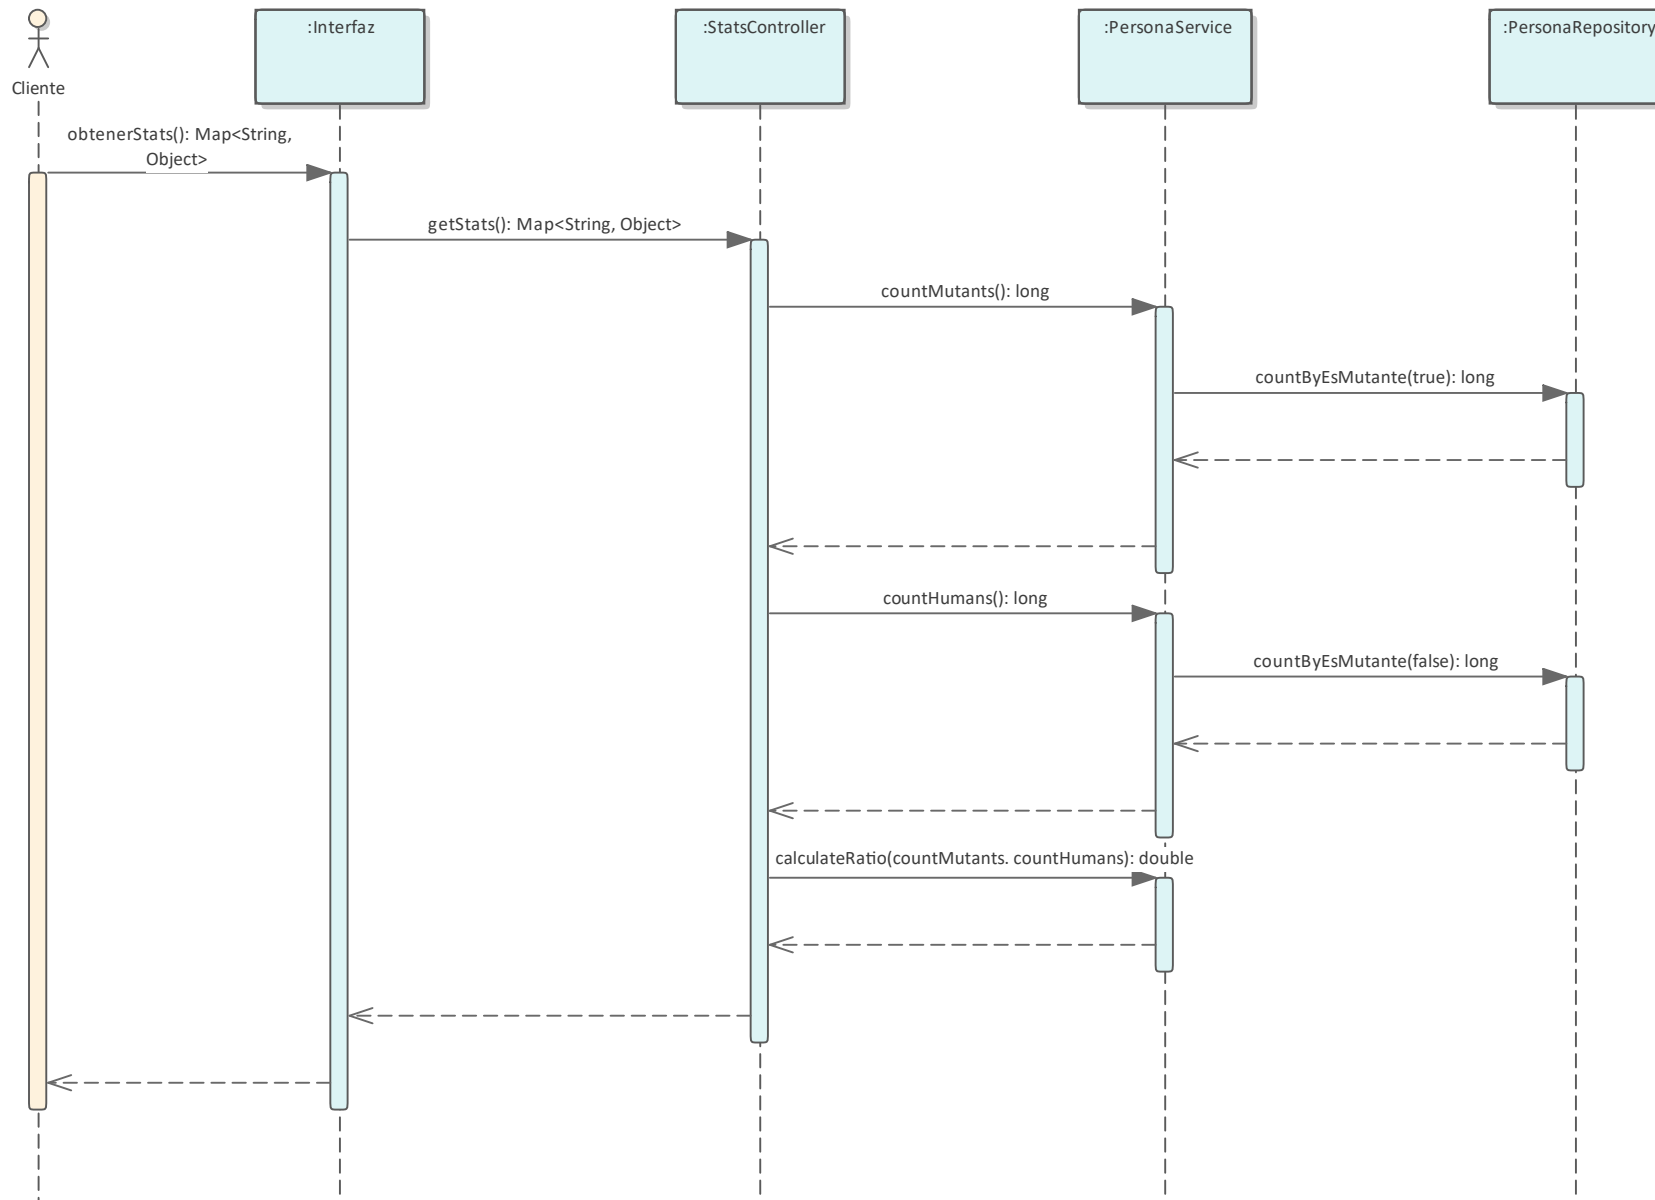 :Interfaz
:StatsController
:PersonaService
:PersonaRepository
Cliente
obtenerStats(): Map<String,
Object>
getStats(): Map<String, Object>
countMutants(): long
countByEsMutante(true): long
countHumans(): long
countByEsMutante(false): long
calculateRatio(countMutants. countHumans): double